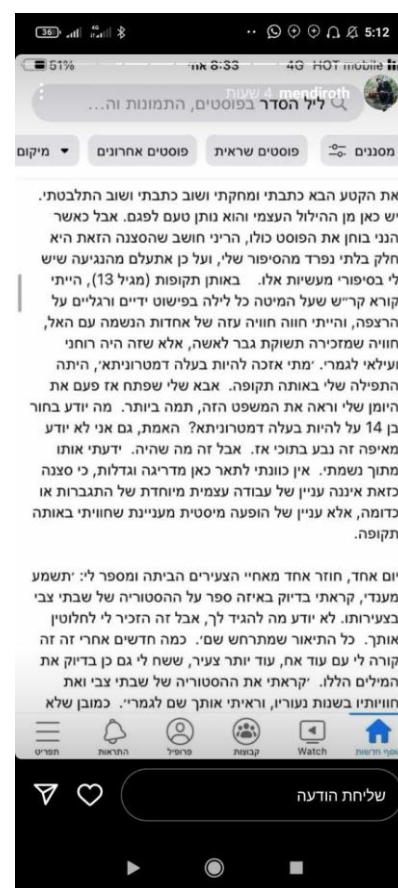 36 4G 5:12
51% 8:33 4G HOT mobile
mendiroth 4 שעות
ליל הסדר בפוסטים, התמונות וה...
מסננים פוסטים שראית פוסטים אחרונים מיקום
את הקטע הבא כתבתי ומחקתי ושוב כתבתי ושוב התלבטתי.
יש כאן מן ההילול העצמי והוא נותן טעם לפגם. אבל כאשר
הנני בוחן את הפוסט כולו, הריני חושב שהסצנה הזאת היא
חלק בלתי נפרד מהסיפור שלי, ועל כן אתעלם מהנגיעה שיש
לי בסיפורי מעשיות אלו. באותן תקופות (מגיל 13), הייתי
קורא קר״ש שעל המיטה כל לילה בפישוט ידיים ורגליים על
הרצפה, והייתי חווה חוויה עזה של אחדות הנשמה עם האל,
חוויה שמזכירה תשוקת גבר לאשה, אלא שזה היה רוחני
ועילאי לגמרי. ׳מתי אזכה להיות בעלה דמטרוניתא׳, היתה
התפילה שלי באותה תקופה. אבא שלי שפתח אז פעם את
היומן שלי וראה את המשפט הזה, תמה ביותר. מה יודע בחור
בן 14 על להיות בעלה דמטרוניתא? האמת, גם אני לא יודע
מאיפה זה נבע בתוכי אז. אבל זה מה שהיה. ידעתי אותו
מתוך נשמתי. אין כוונתי לתאר כאן מדריגה וגדלות, כי סצנה
כזאת איננה עניין של עבודה עצמית מיוחדת של התגברות או
כדומה, אלא עניין של הופעה מיסטית מעניינת שחוויתי באותה
תקופה.
יום אחד, חוזר אחד מאחיי הצעירים הביתה ומספר לי: ׳תשמע
מענדי, קראתי בדיוק באיזה ספר על ההסטוריה של שבתי צבי
בצעירותו. לא יודע מה להגיד לך, אבל זה הזכיר לי לחלוטין
אותך. כל התיאור שמתרחש שם׳. כמה חדשים אחרי זה זה
קורה לי עם עוד אח, עוד יותר צעיר, ששח לי גם כן בדיוק את
המילים הללו. ׳קראתי את ההסטוריה של שבתי צבי ואת
חוויותיו בשנות נעוריו, וראיתי אותך שם לגמרי״. כמובן שלא
תפריט התראות פרופיל קבוצות Watch חדשות
שליחת הודעה